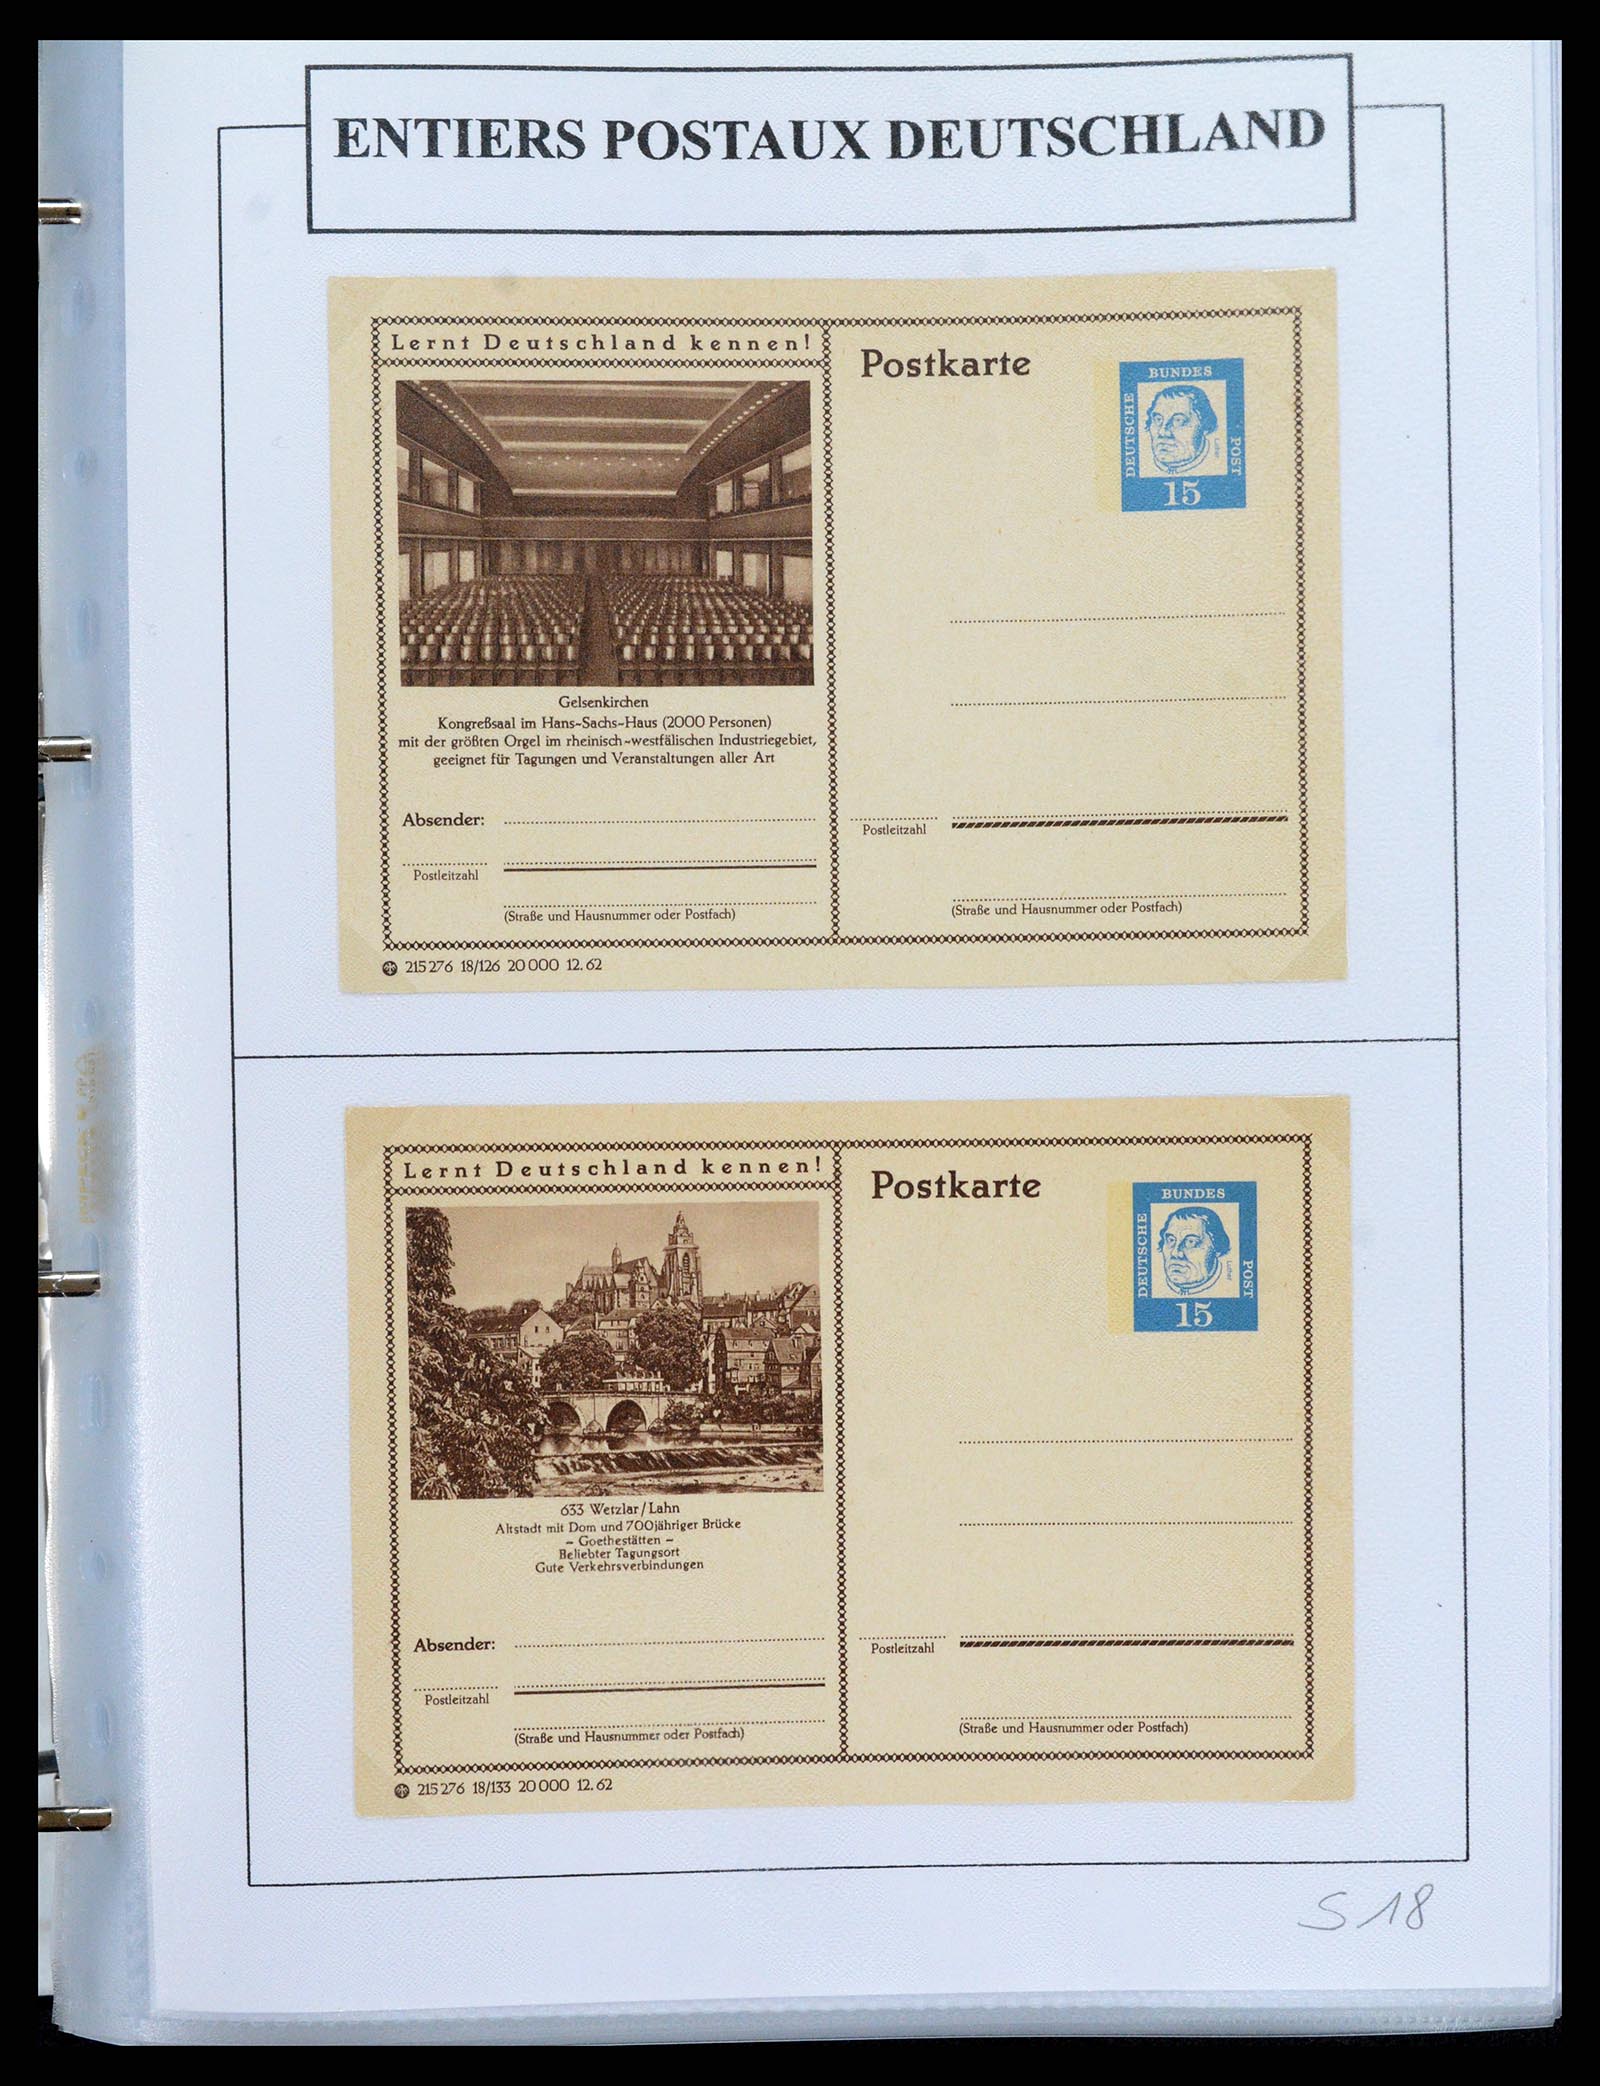 ENTIERS POSTAUX DEUTSCHLAND
Lernt Deutschland kennen!
Postkarte
BUNDES
DEUTSCHE
POST
Luther
15
Gelsenkirchen
Kongreßsaal im Hans-Sachs-Haus (2000 Personen)
mit der größten Orgel im rheinisch-westfälischen Industriegebiet,
geeignet für Tagungen und Veranstaltungen aller Art
Absender:
Postleitzahl
(Straße und Hausnummer oder Postfach)
Postleitzahl
(Straße und Hausnummer oder Postfach)
215276 18/126 20000 12.62
Lernt Deutschland kennen!
Postkarte
BUNDES
DEUTSCHE
POST
Luther
15
633 Wetzlar/Lahn
Altstadt mit Dom und 700jähriger Brücke
- Goethestätten -
Beliebter Tagungsort
Gute Verkehrsverbindungen
Absender:
Postleitzahl
(Straße und Hausnummer oder Postfach)
Postleitzahl
(Straße und Hausnummer oder Postfach)
215276 18/133 20000 12.62
S 18